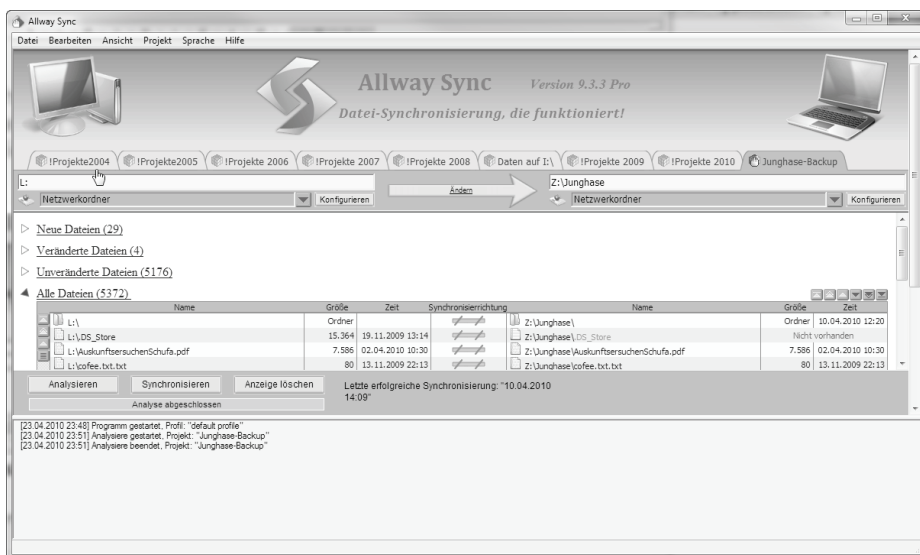 Allway Sync
Datei Bearbeiten Ansicht Projekt Sprache Hilfe
Allway Sync Version 9.3.3 Pro
Datei-Synchronisierung, die funktioniert!
!Projekte2004 !Projekte2005 !Projekte 2006 !Projekte 2007 !Projekte 2008 Daten auf I:\ !Projekte 2009 !Projekte 2010 Junghase-Backup
L: Ändern Z:\Junghase
Netzwerkordner Konfigurieren Netzwerkordner Konfigurieren
Neue Dateien (29)
Veränderte Dateien (4)
Unveränderte Dateien (5176)
Alle Dateien (5372)
Name Größe Zeit Synchronisierrichtung Name Größe Zeit
L:\ Ordner Z:\Junghase\ Ordner 10.04.2010 12:20
L:\.DS_Store 15.364 19.11.2009 13:14 Z:\Junghase\.DS_Store Nicht vorhanden
L:\AuskunftsersuchenSchufa.pdf 7.586 02.04.2010 10:30 Z:\Junghase\AuskunftsersuchenSchufa.pdf 7.586 02.04.2010 10:30
L:\cofee.txt.txt 80 13.11.2009 22:13 Z:\Junghase\cofee.txt.txt 80 13.11.2009 22:13
Analysieren Synchronisieren Anzeige löschen Letzte erfolgreiche Synchronisierung: "10.04.2010
14:09"
Analyse abgeschlossen
[23.04.2010 23:48] Programm gestartet, Profil: "default profile"
[23.04.2010 23:51] Analysiere gestartet, Projekt: "Junghase-Backup"
[23.04.2010 23:51] Analysiere beendet, Projekt: "Junghase-Backup"